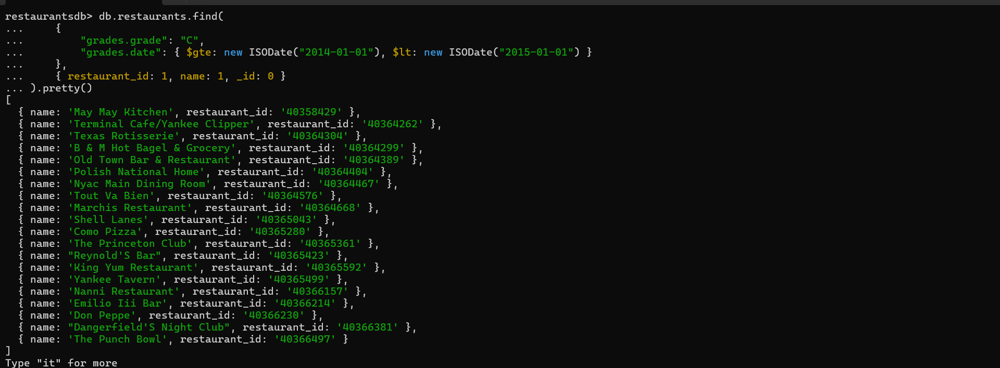 restaurantsdb> db.restaurants.find(
...     {
...         "grades.grade": "C",
...         "grades.date": { $gte: new ISODate("2014-01-01"), $lt: new ISODate("2015-01-01") }
...     },
...     { restaurant_id: 1, name: 1, _id: 0 }
... ).pretty()
[
  { name: 'May May Kitchen', restaurant_id: '40358429' },
  { name: 'Terminal Cafe/Yankee Clipper', restaurant_id: '40364262' },
  { name: 'Texas Rotisserie', restaurant_id: '40364304' },
  { name: 'B & M Hot Bagel & Grocery', restaurant_id: '40364299' },
  { name: 'Old Town Bar & Restaurant', restaurant_id: '40364389' },
  { name: 'Polish National Home', restaurant_id: '40364404' },
  { name: 'Nyac Main Dining Room', restaurant_id: '40364467' },
  { name: 'Tout Va Bien', restaurant_id: '40364576' },
  { name: 'Marchis Restaurant', restaurant_id: '40364668' },
  { name: 'Shell Lanes', restaurant_id: '40365043' },
  { name: 'Como Pizza', restaurant_id: '40365280' },
  { name: 'The Princeton Club', restaurant_id: '40365361' },
  { name: "Reynold'S Bar", restaurant_id: '40365423' },
  { name: 'King Yum Restaurant', restaurant_id: '40365592' },
  { name: 'Yankee Tavern', restaurant_id: '40365499' },
  { name: 'Nanni Restaurant', restaurant_id: '40366157' },
  { name: 'Emilio Iii Bar', restaurant_id: '40366214' },
  { name: 'Don Peppe', restaurant_id: '40366230' },
  { name: "Dangerfield'S Night Club", restaurant_id: '40366381' },
  { name: 'The Punch Bowl', restaurant_id: '40366497' }
]
Type "it" for more